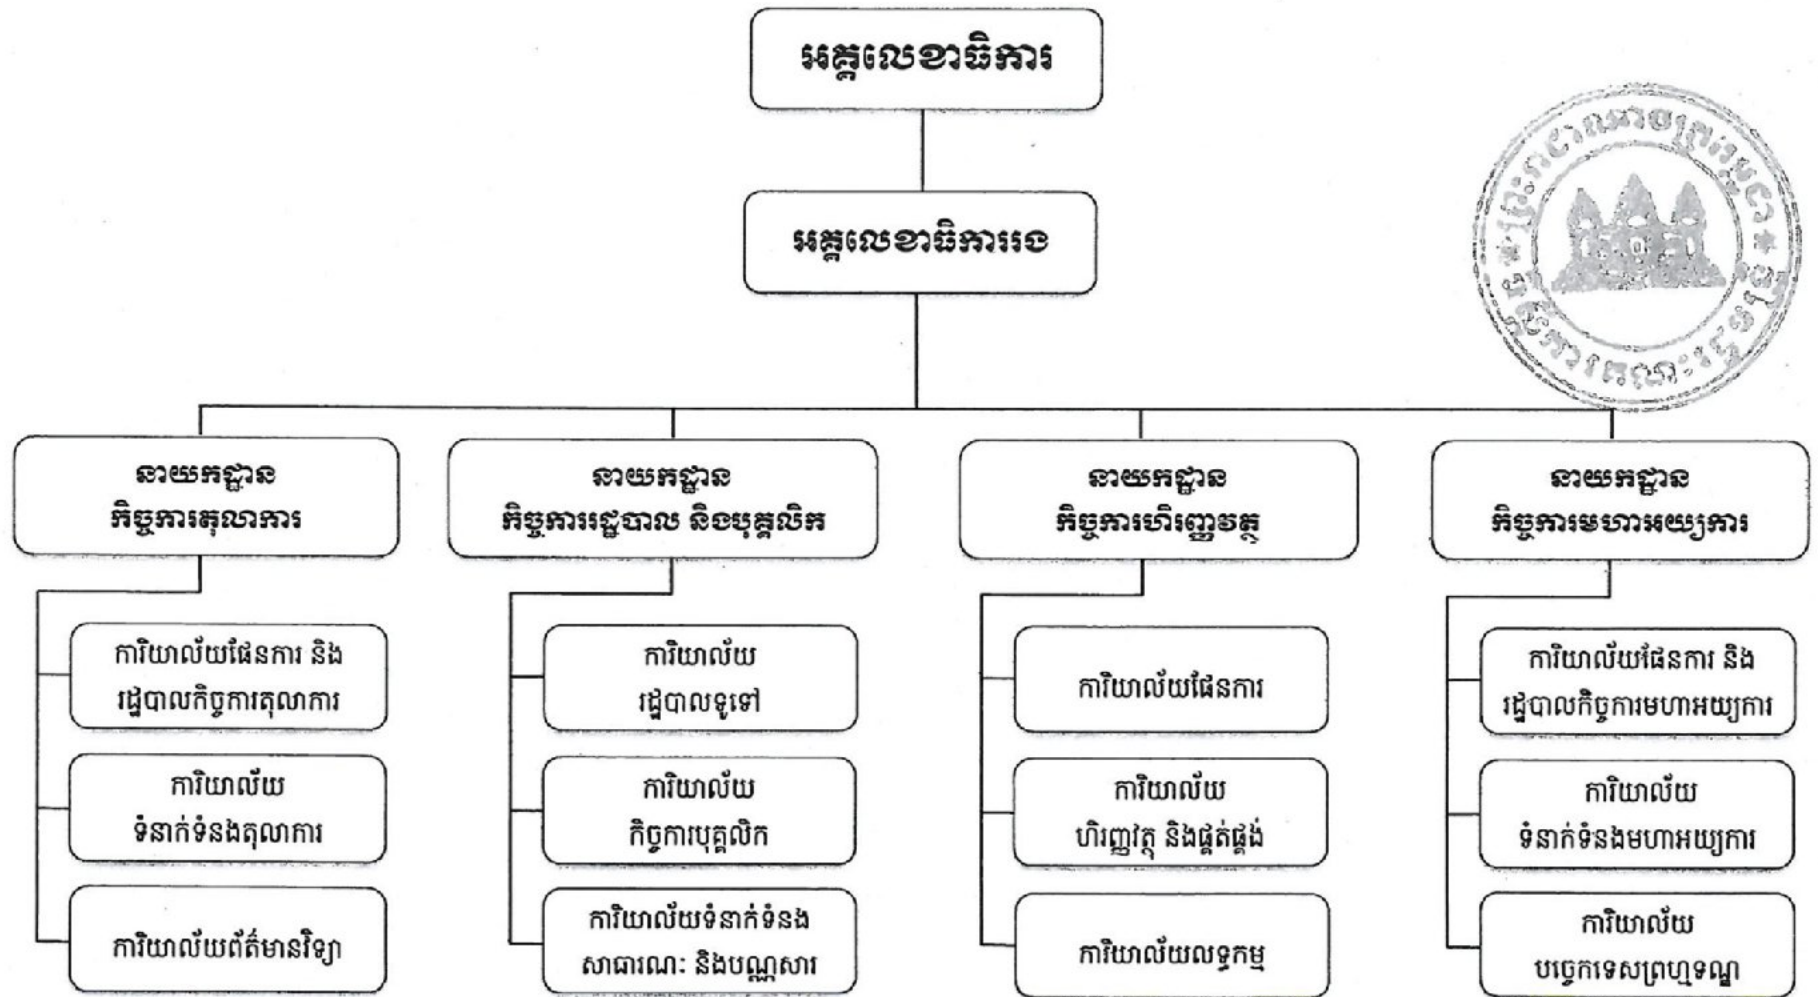 អគ្គលេខាធិការ
អគ្គលេខាធិការរង
នាយកដ្ឋាន
កិច្ចការតុលាការ
ការិយាល័យផែនការ និង
រដ្ឋបាលកិច្ចការតុលាការ
ការិយាល័យ
ទំនាក់ទំនងតុលាការ
ការិយាល័យព័ត៌មានវិទ្យា
នាយកដ្ឋាន
កិច្ចការរដ្ឋបាល និងបុគ្គលិក
ការិយាល័យ
រដ្ឋបាលទូទៅ
ការិយាល័យ
កិច្ចការបុគ្គលិក
ការិយាល័យទំនាក់ទំនង
សាធារណៈ និងបណ្ណសារ
នាយកដ្ឋាន
កិច្ចការហិរញ្ញវត្ថុ
ការិយាល័យផែនការ
ការិយាល័យ
ហិរញ្ញវត្ថុ និងផ្គត់ផ្គង់
ការិយាល័យលទ្ធកម្ម
នាយកដ្ឋាន
កិច្ចការមហាអយ្យការ
ការិយាល័យផែនការ និង
រដ្ឋបាលកិច្ចការមហាអយ្យការ
ការិយាល័យ
ទំនាក់ទំនងមហាអយ្យការ
ការិយាល័យ
បច្ចេកទេសព្រហ្មទណ្ឌ
ព្រះរាជាណាចក្រកម្ពុជា